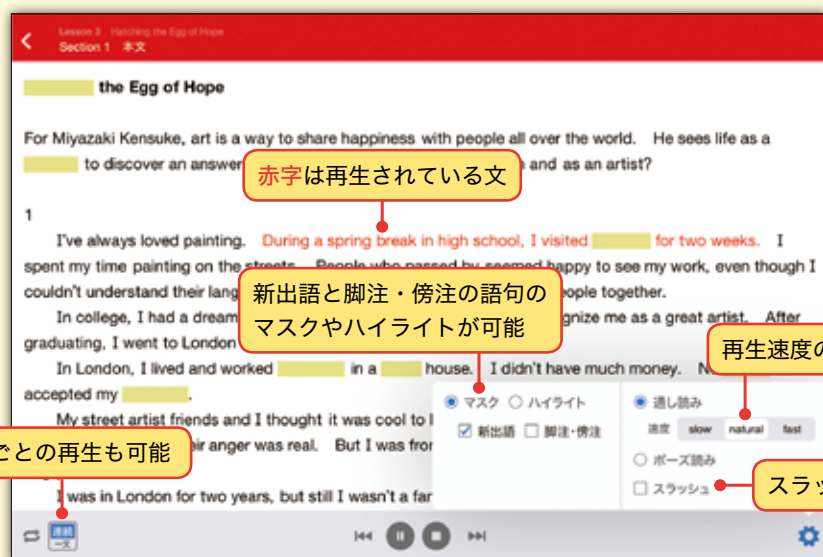 Lesson 3 Hatching the Egg of Hope
Section 1 本文
the Egg of Hope
For Miyazaki Kensuke, art is a way to share happiness with people all over the world. He sees life as a
to discover an answer and as an artist?
赤字は再生されている文
1
I've always loved painting. During a spring break in high school, I visited for two weeks. I
spent my time painting on the streets. People who passed by seemed happy to see my work, even though I
couldn't understand their lang eople together.
新出語と脚注・傍注の語句の
マスクやハイライトが可能
In college, I had a dream gnize me as a great artist. After
graduating, I went to London
再生速度の
In London, I lived and worked in a house. I didn't have much money. N
accepted my .
マスク ハイライト
新出語 脚注・傍注
通し読み
速度 slow natural fast
ポーズ読み
スラッシュ
スラッ
My street artist friends and I thought it was cool to l
eir anger was real. But I was fror
ごとの再生も可能
I was in London for two years, but still I wasn't a far
連続
一文